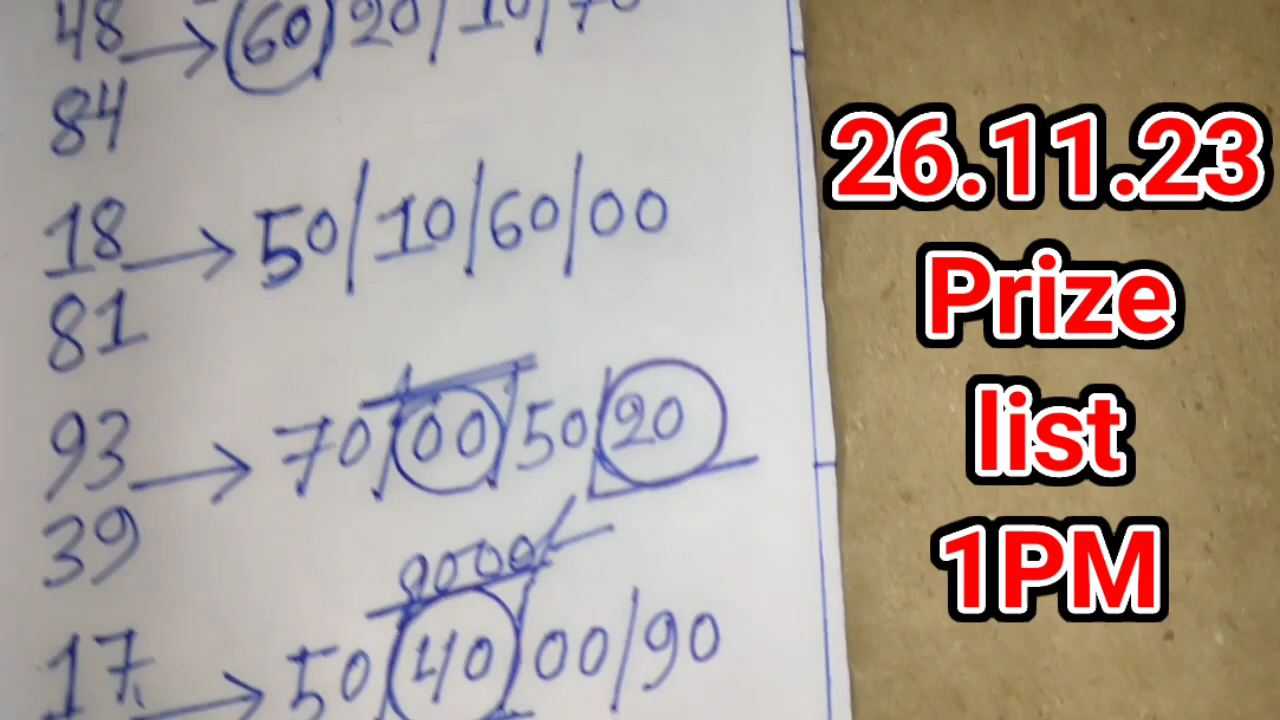 48 → 60/20/10/70
84
18 → 50/10/60/00
81
93 → 70/00/50/20
39
9000
17 → 50/40/00/90
26.11.23
Prize
list
1PM